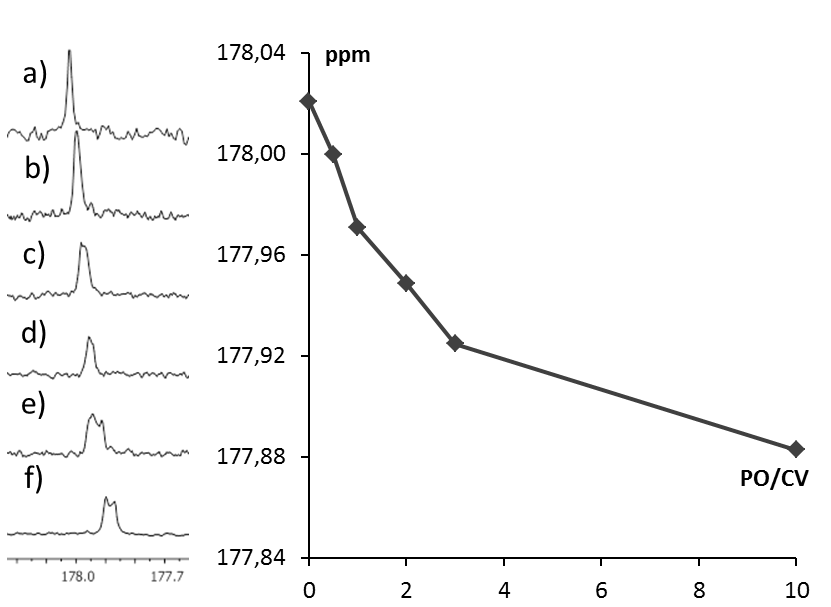 a)
b)
c)
d)
e)
f)
178.0 177.7
178,04
178,00
177,96
177,92
177,88
177,84
ppm
PO/CV
0 2 4 6 8 10